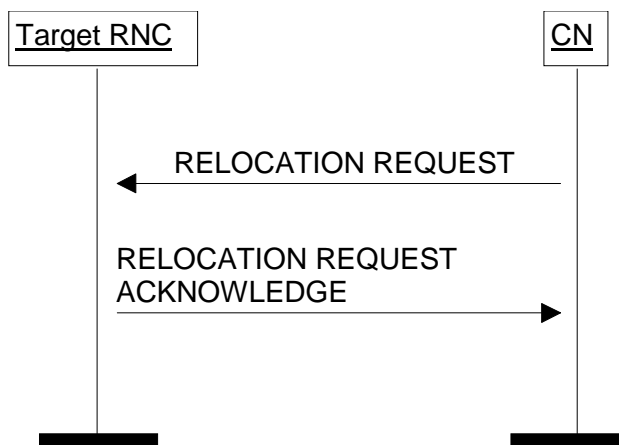 Target RNC
CN
RELOCATION REQUEST
RELOCATION REQUEST
ACKNOWLEDGE